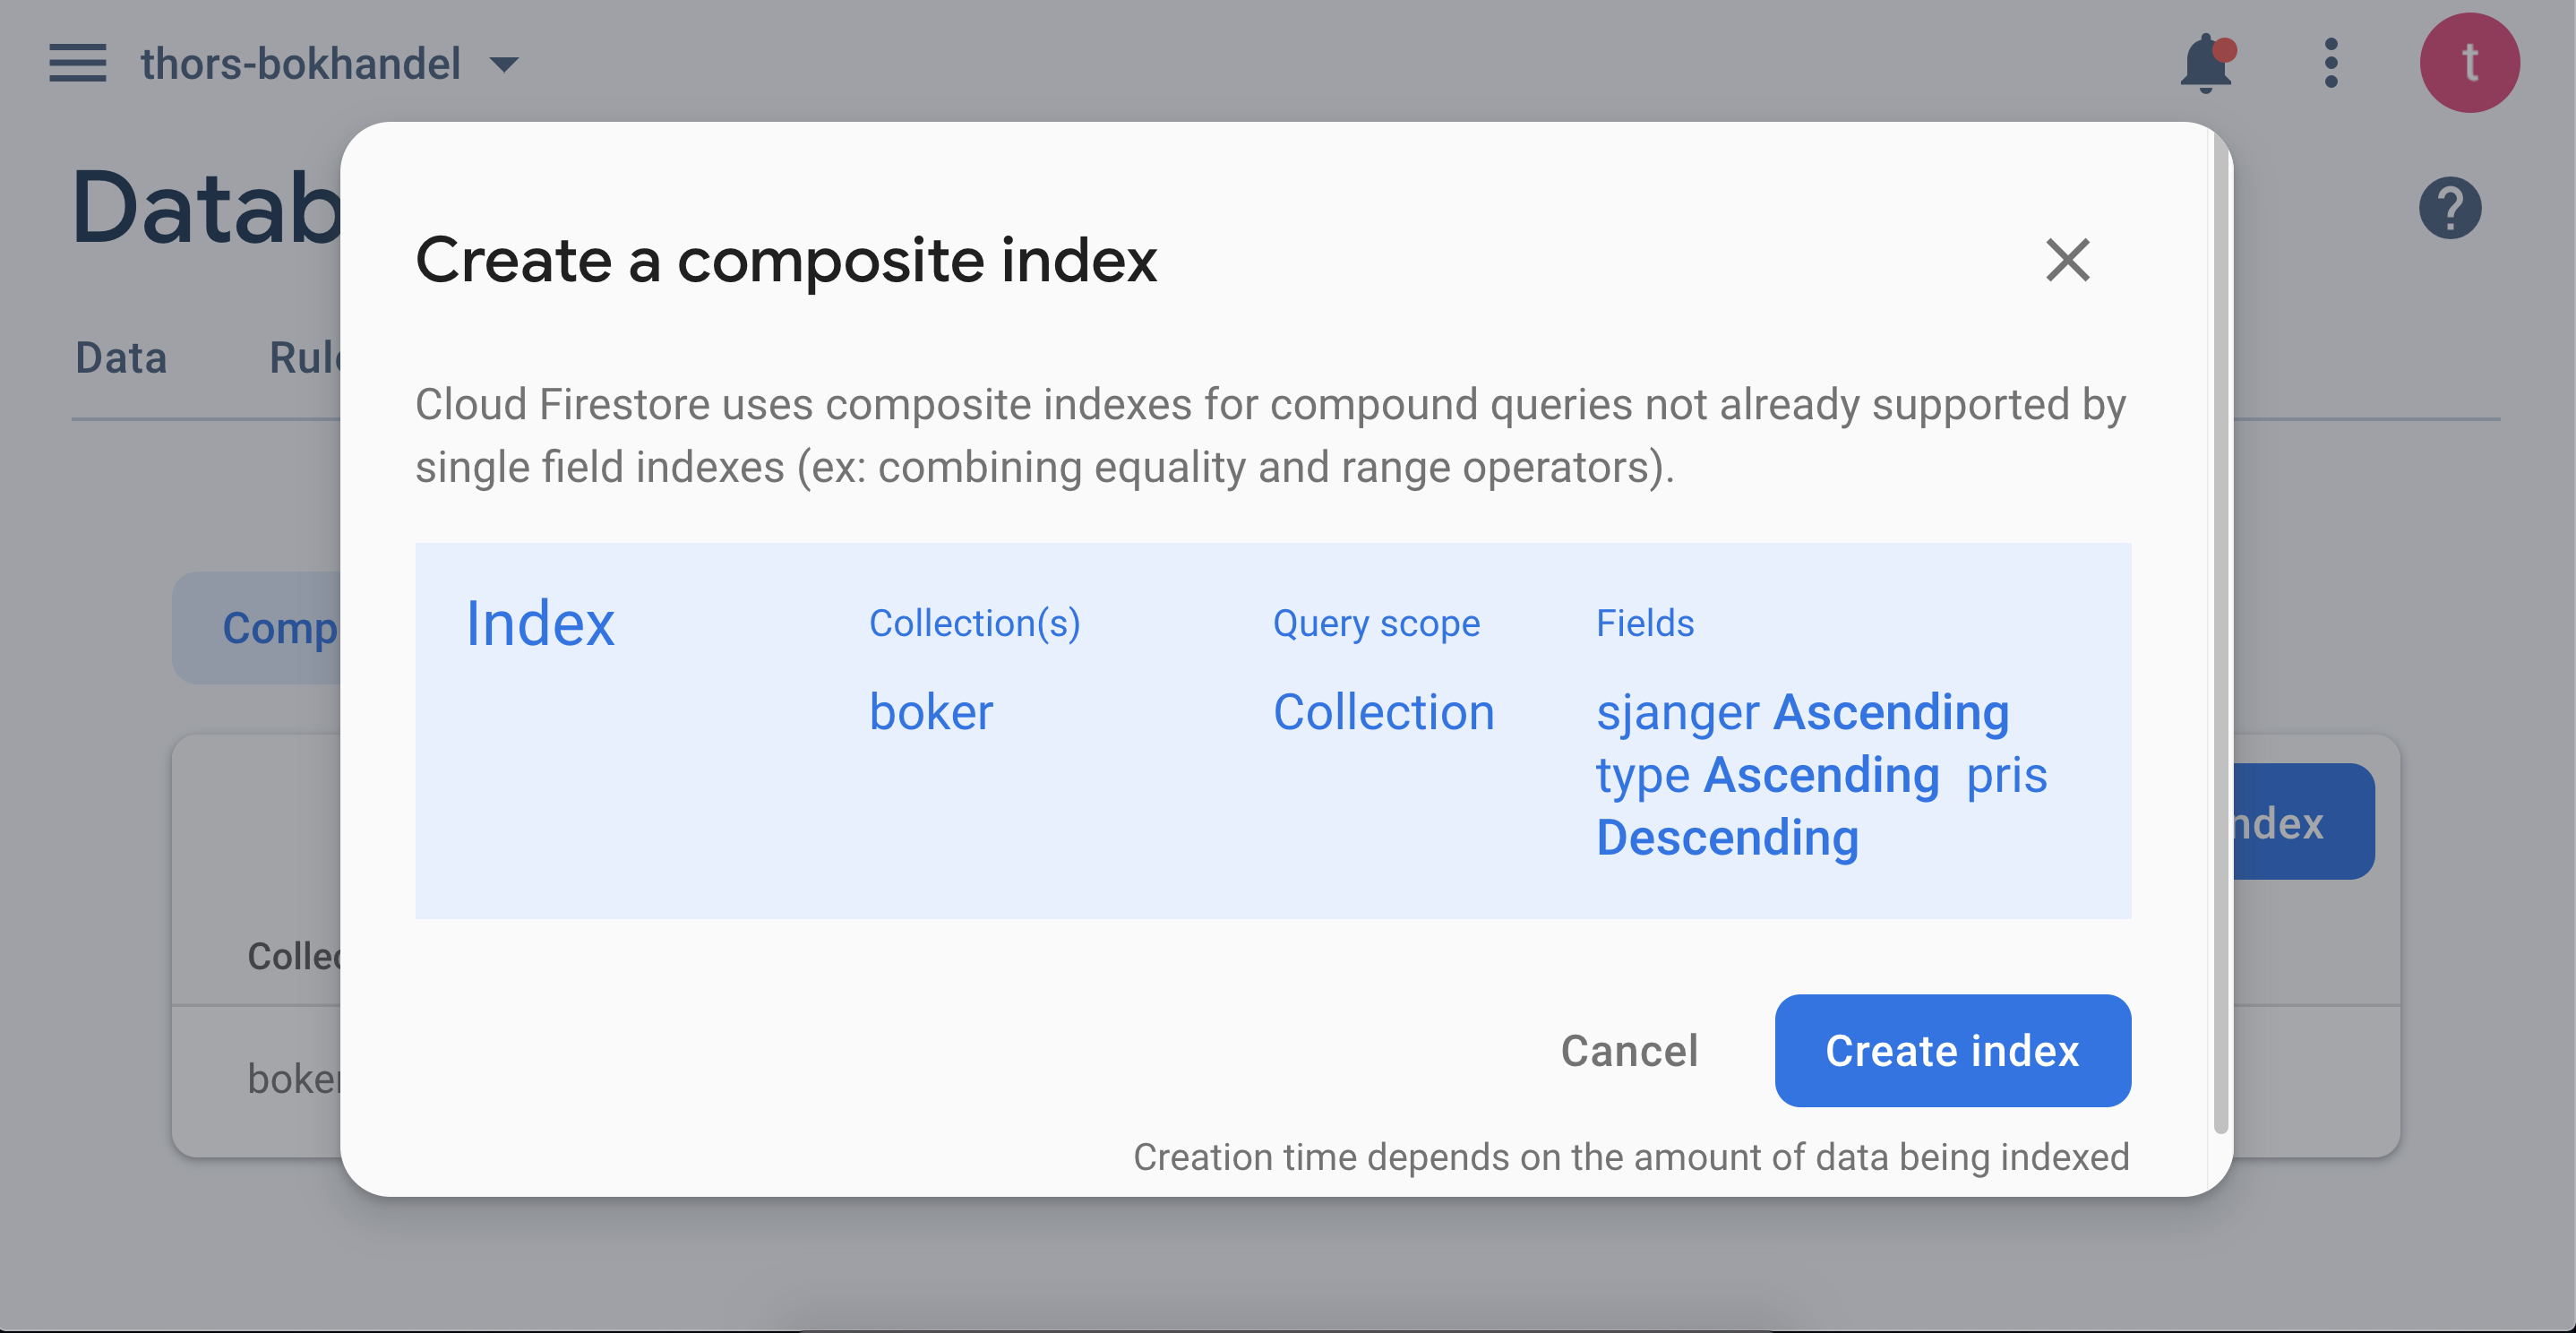 thors-bokhandel
t
Datab
?
Data Rul
Create a composite index
Cloud Firestore uses composite indexes for compound queries not already supported by
single field indexes (ex: combining equality and range operators).
Comp
Index Collection(s) Query scope Fields
boker Collection sjanger Ascending
type Ascending pris
Descending
ndex
Collec
boker
Cancel Create index
Creation time depends on the amount of data being indexed